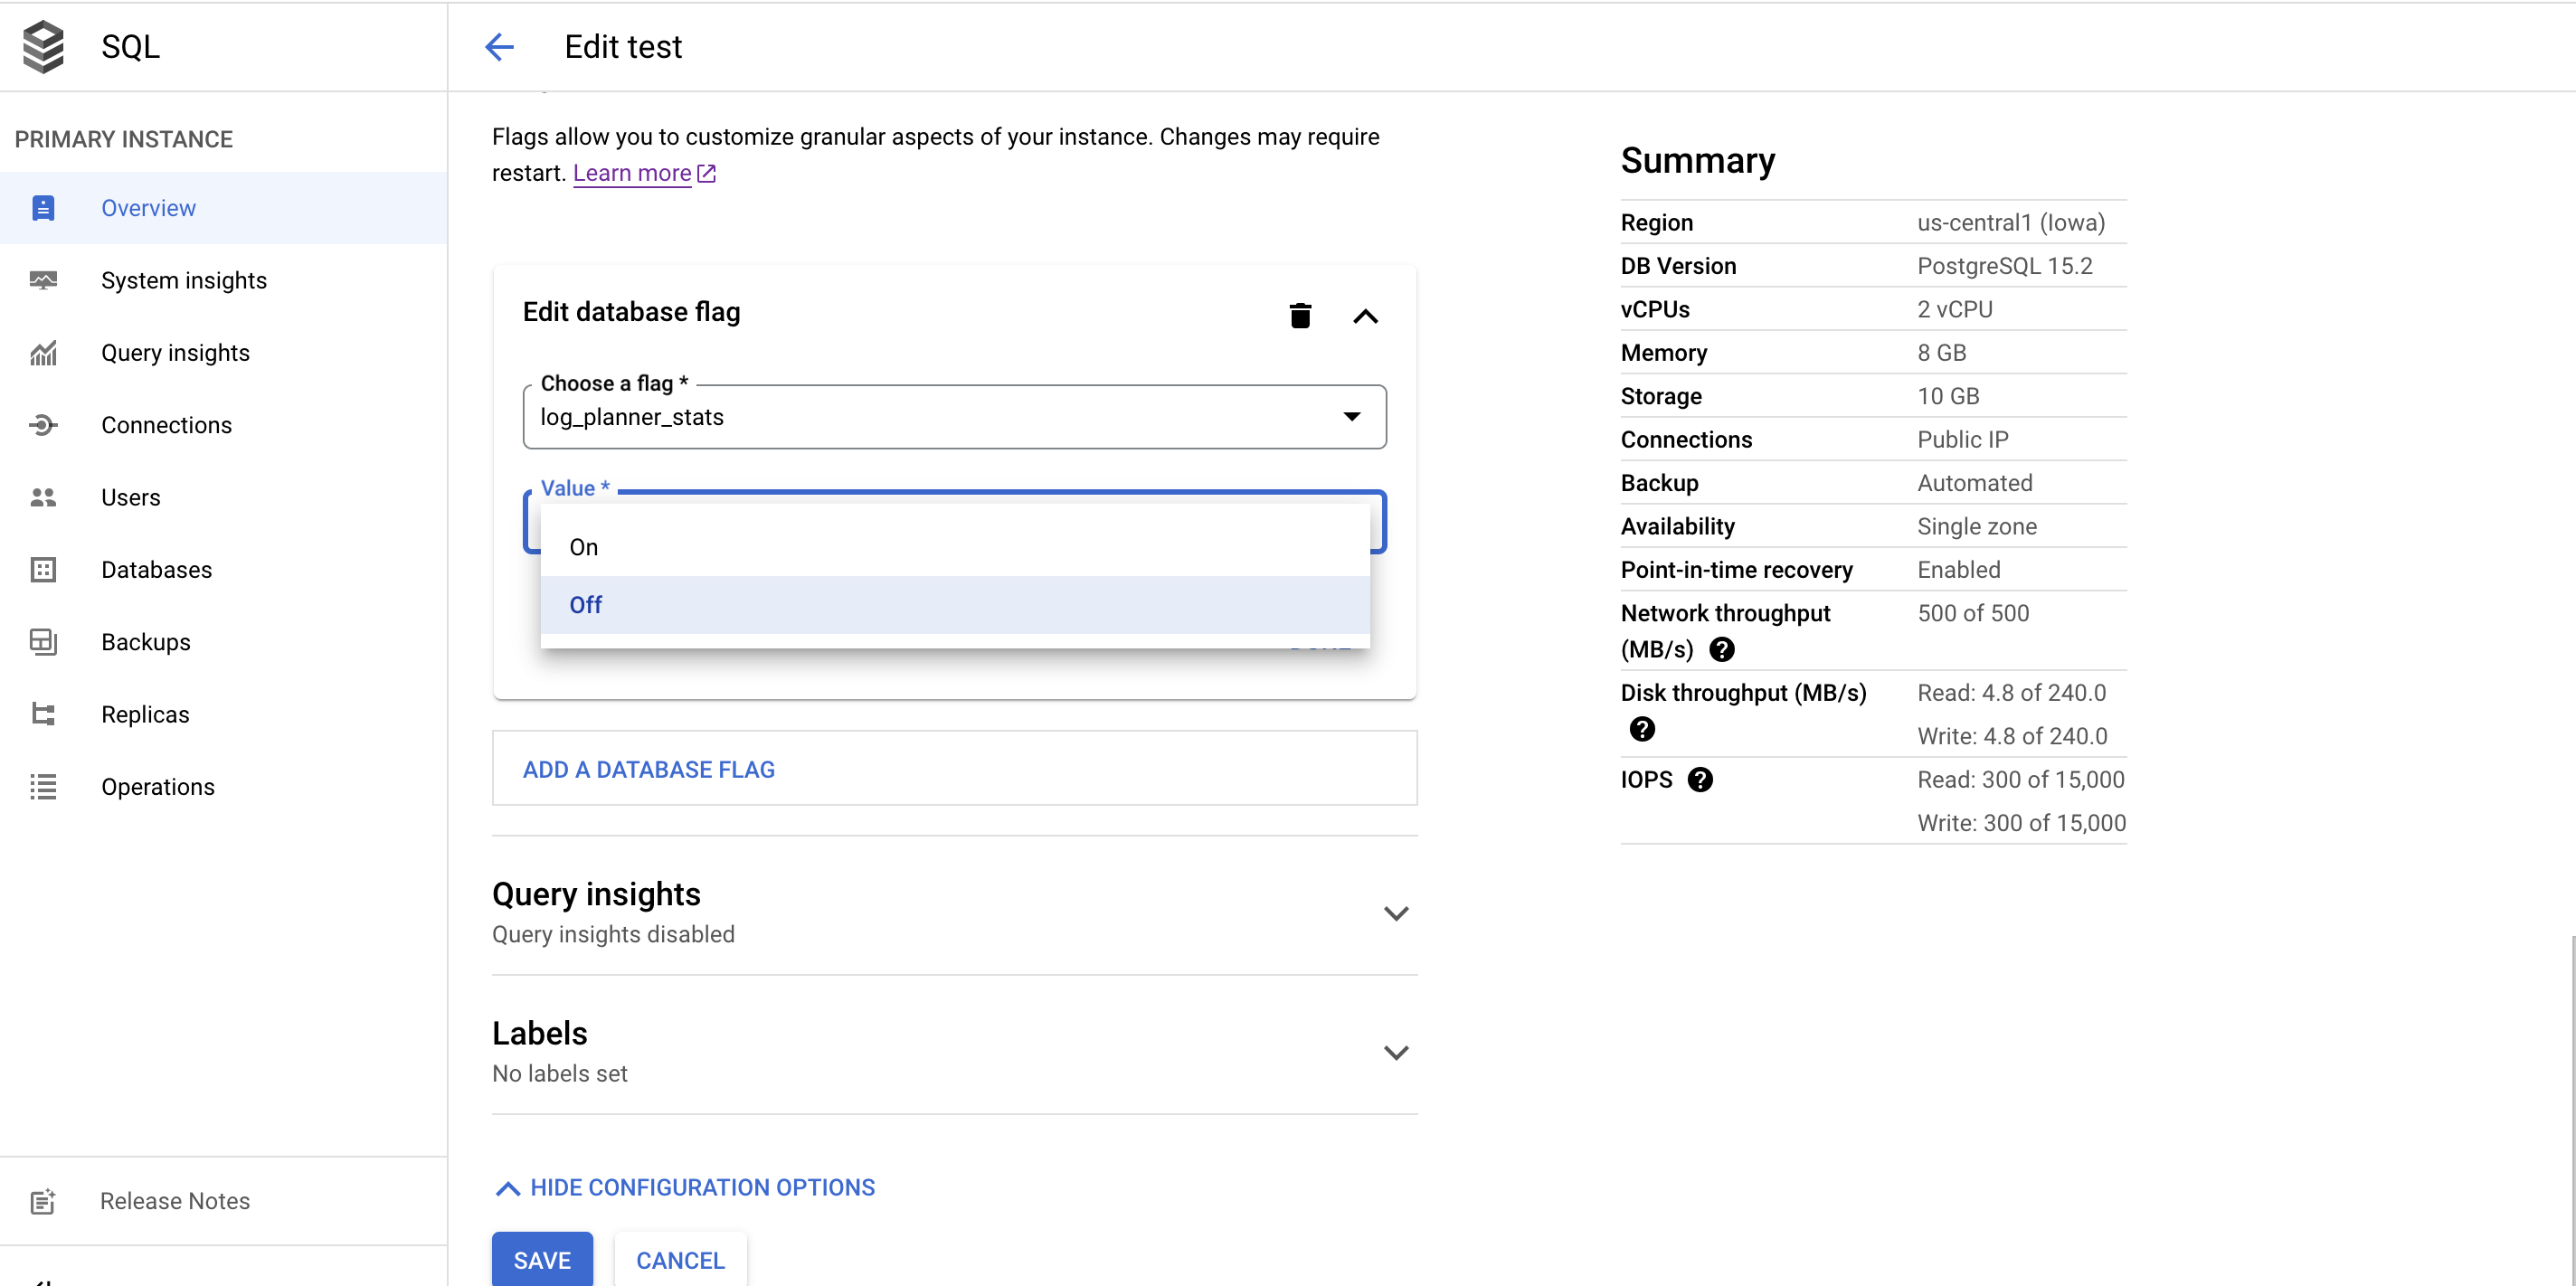 SQL
Edit test
PRIMARY INSTANCE
Overview
System insights
Query insights
Connections
Users
Databases
Backups
Replicas
Operations
Release Notes
Flags allow you to customize granular aspects of your instance. Changes may require
restart. Learn more
Edit database flag
Choose a flag *
log_planner_stats
Value *
On
Off
ADD A DATABASE FLAG
Query insights
Query insights disabled
Labels
No labels set
HIDE CONFIGURATION OPTIONS
SAVE CANCEL
Summary
Region us-central1 (Iowa)
DB Version PostgreSQL 15.2
vCPUs 2 vCPU
Memory 8 GB
Storage 10 GB
Connections Public IP
Backup Automated
Availability Single zone
Point-in-time recovery Enabled
Network throughput 500 of 500
(MB/s)
Disk throughput (MB/s) Read: 4.8 of 240.0
Write: 4.8 of 240.0
IOPS Read: 300 of 15,000
Write: 300 of 15,000